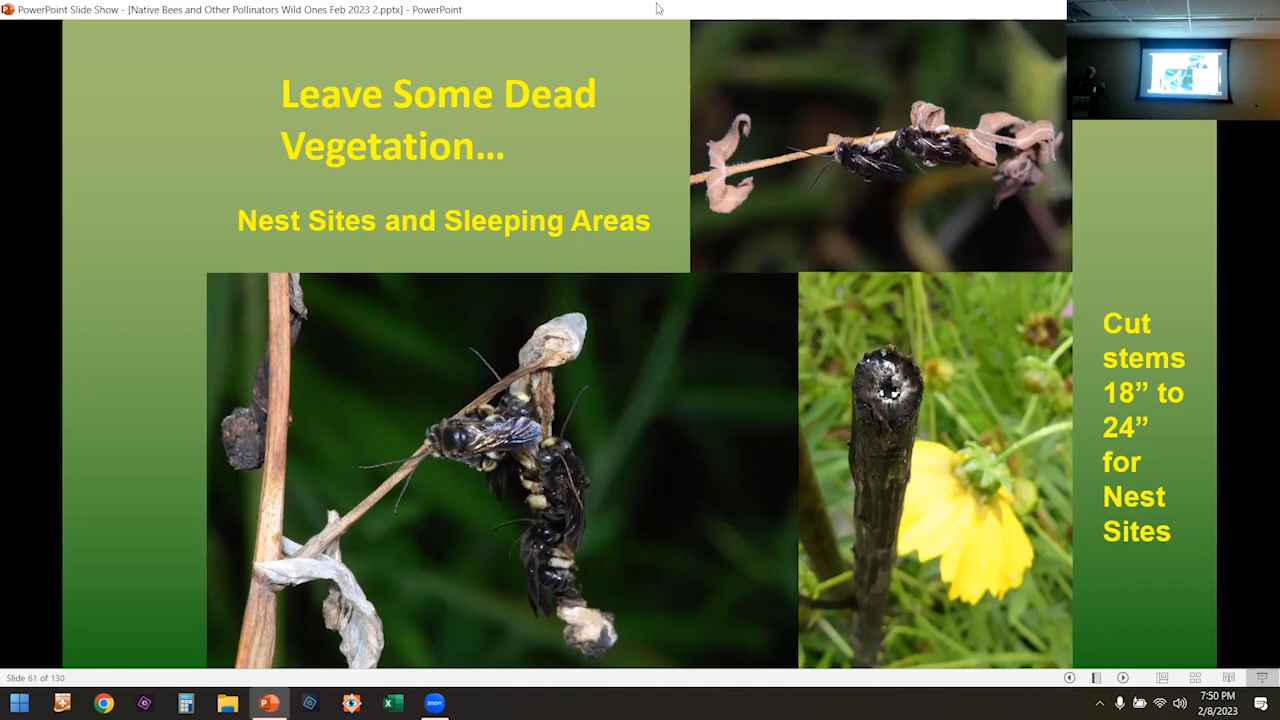 PowerPoint Slide Show - [Native Bees and Other Pollinators Wild Ones Feb 2023 2.pptx] - PowerPoint
Leave Some Dead
Vegetation...
Nest Sites and Sleeping Areas
Cut
stems
18” to
24”
for
Nest
Sites
Slide 61 of 130
zoom
7:50 PM
2/8/2023